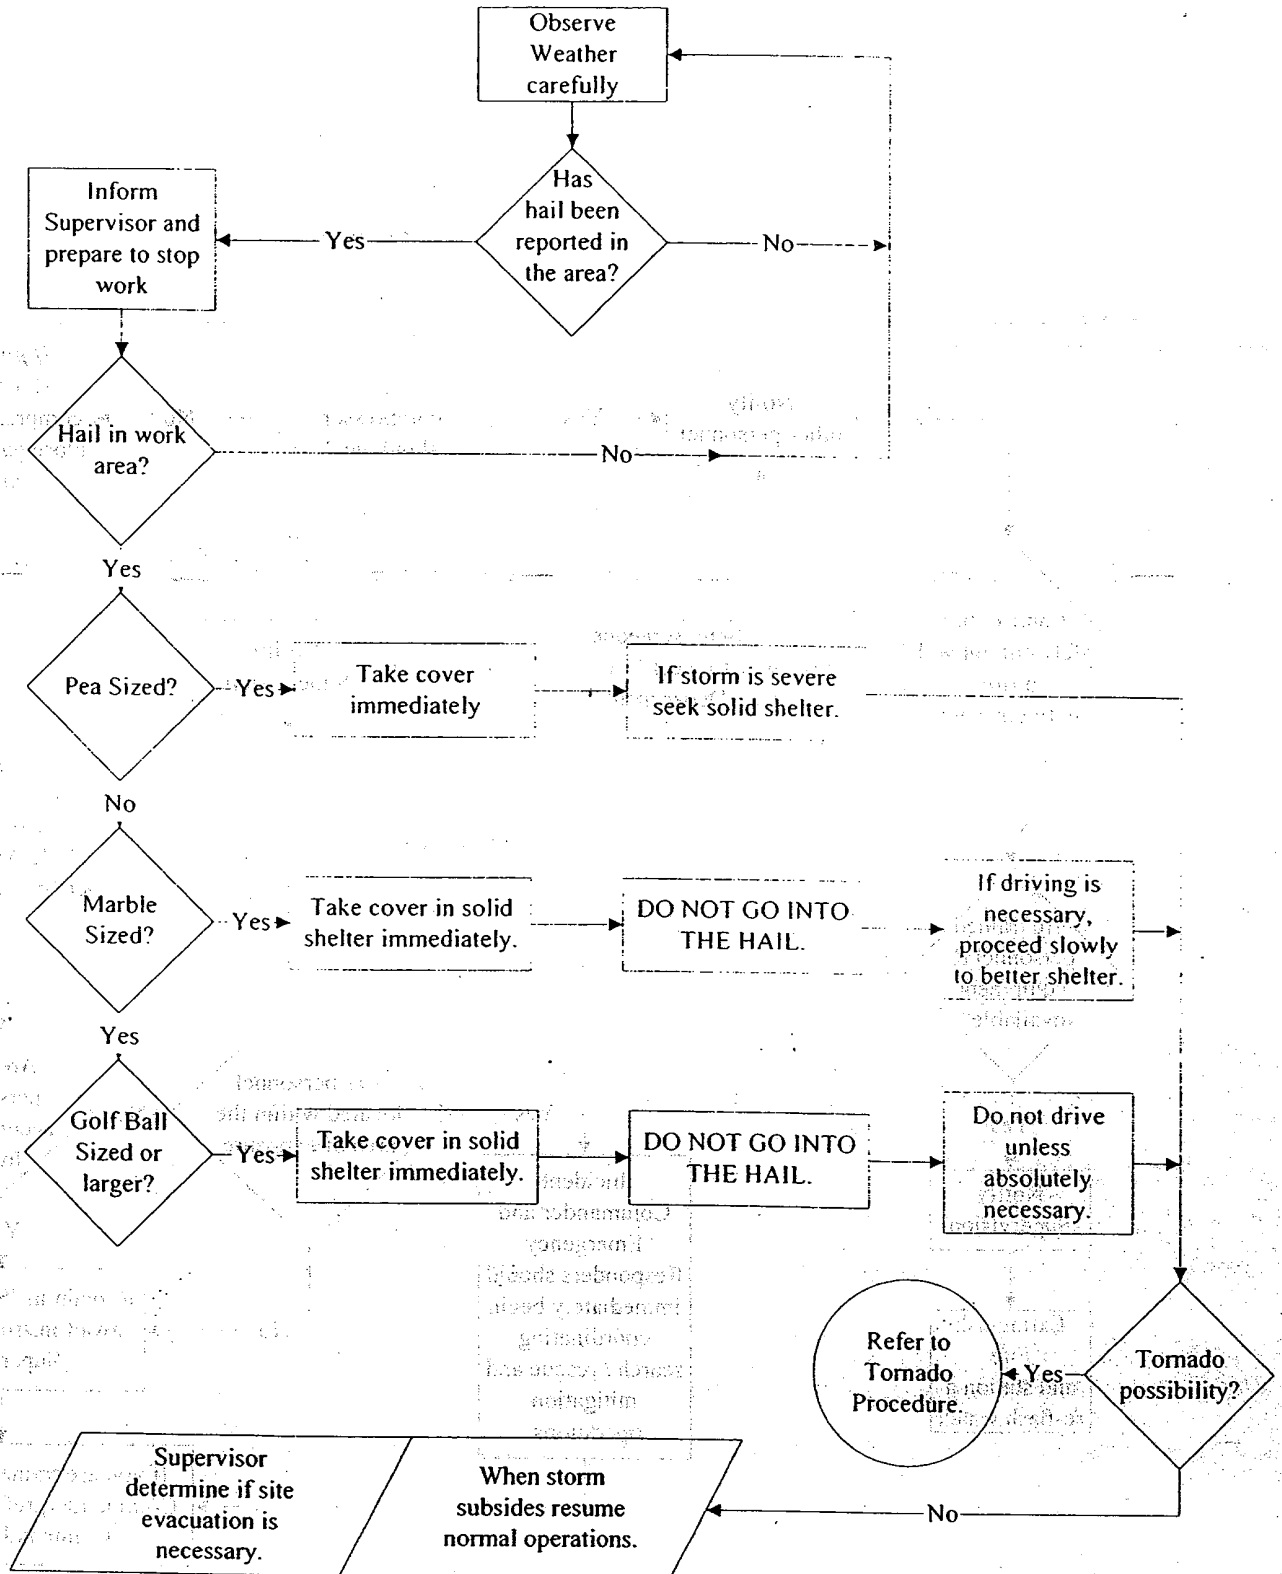 Observe
Weather
carefully
Has
hail been
reported in
the area?
Yes
No
Inform
Supervisor and
prepare to stop
work
Hail in work
area?
No
Yes
Pea Sized?
Yes
Take cover
immediately
If storm is severe
seek solid shelter.
No
Marble
Sized?
Yes
Take cover in solid
shelter immediately.
DO NOT GO INTO
THE HAIL.
If driving is
necessary,
proceed slowly
to better shelter.
Yes
Golf Ball
Sized or
larger?
Yes
Take cover in solid
shelter immediately.
DO NOT GO INTO
THE HAIL.
Do not drive
unless
absolutely
necessary.
Tornado
possibility?
Yes
Refer to
Tornado
Procedure.
No
Supervisor
determine if site
evacuation is
necessary.
When storm
subsides resume
normal operations.